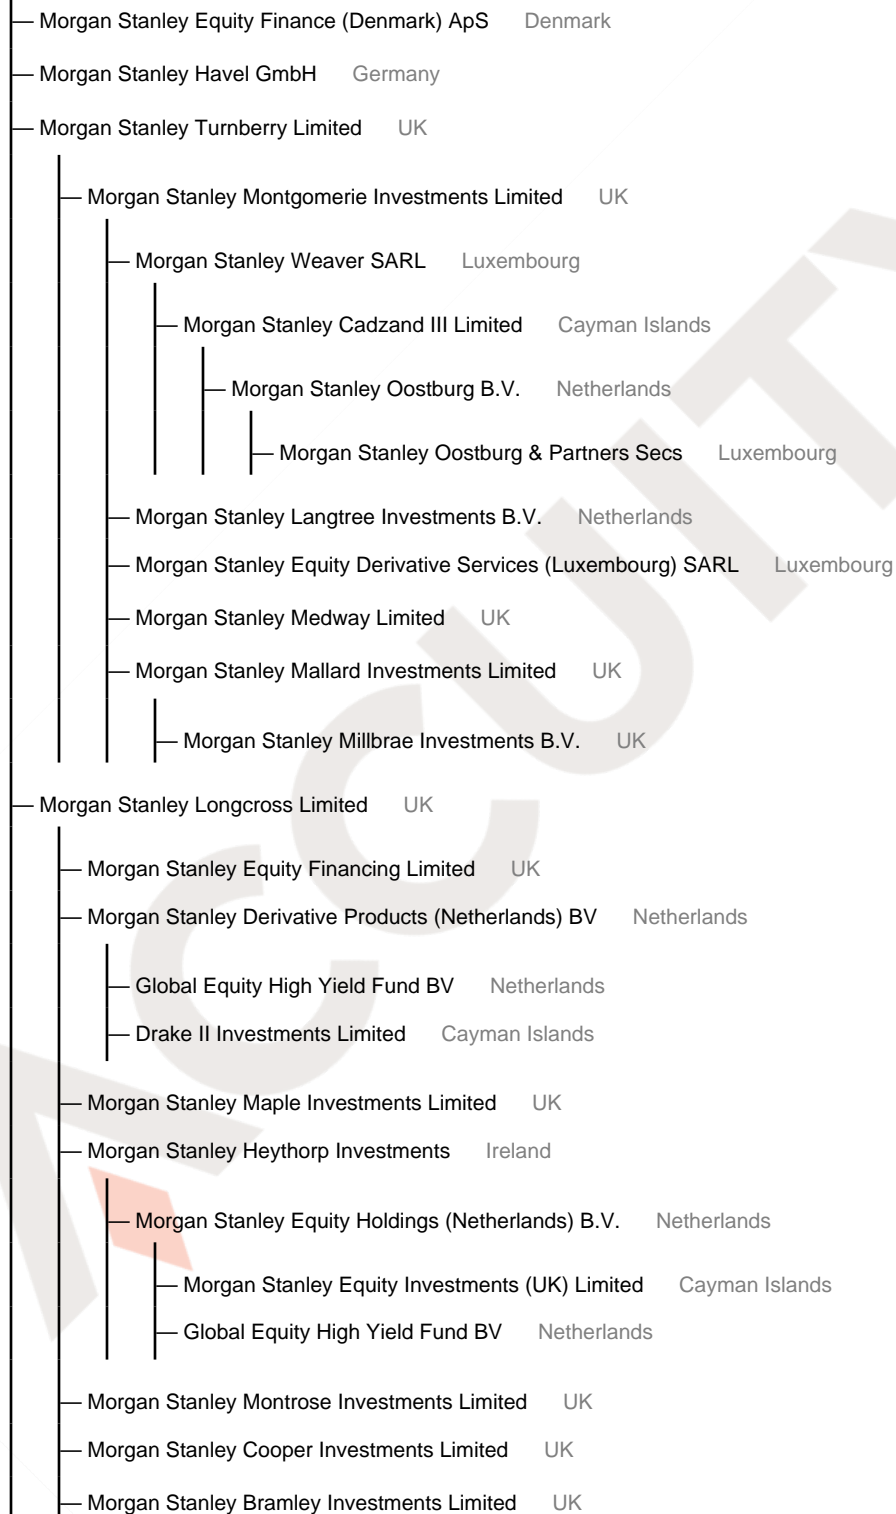 Morgan Stanley Equity Finance (Denmark) ApS Denmark
Morgan Stanley Havel GmbH Germany
Morgan Stanley Turnberry Limited UK
Morgan Stanley Montgomerie Investments Limited UK
Morgan Stanley Weaver SARL Luxembourg
Morgan Stanley Cadzand III Limited Cayman Islands
Morgan Stanley Oostburg B.V. Netherlands
Morgan Stanley Oostburg & Partners Secs Luxembourg
Morgan Stanley Langtree Investments B.V. Netherlands
Morgan Stanley Equity Derivative Services (Luxembourg) SARL Luxembourg
Morgan Stanley Medway Limited UK
Morgan Stanley Mallard Investments Limited UK
Morgan Stanley Millbrae Investments B.V. UK
Morgan Stanley Longcross Limited UK
Morgan Stanley Equity Financing Limited UK
Morgan Stanley Derivative Products (Netherlands) BV Netherlands
Global Equity High Yield Fund BV Netherlands
Drake II Investments Limited Cayman Islands
Morgan Stanley Maple Investments Limited UK
Morgan Stanley Heythorp Investments Ireland
Morgan Stanley Equity Holdings (Netherlands) B.V. Netherlands
Morgan Stanley Equity Investments (UK) Limited Cayman Islands
Global Equity High Yield Fund BV Netherlands
Morgan Stanley Montrose Investments Limited UK
Morgan Stanley Cooper Investments Limited UK
Morgan Stanley Bramley Investments Limited UK
ACCUITY